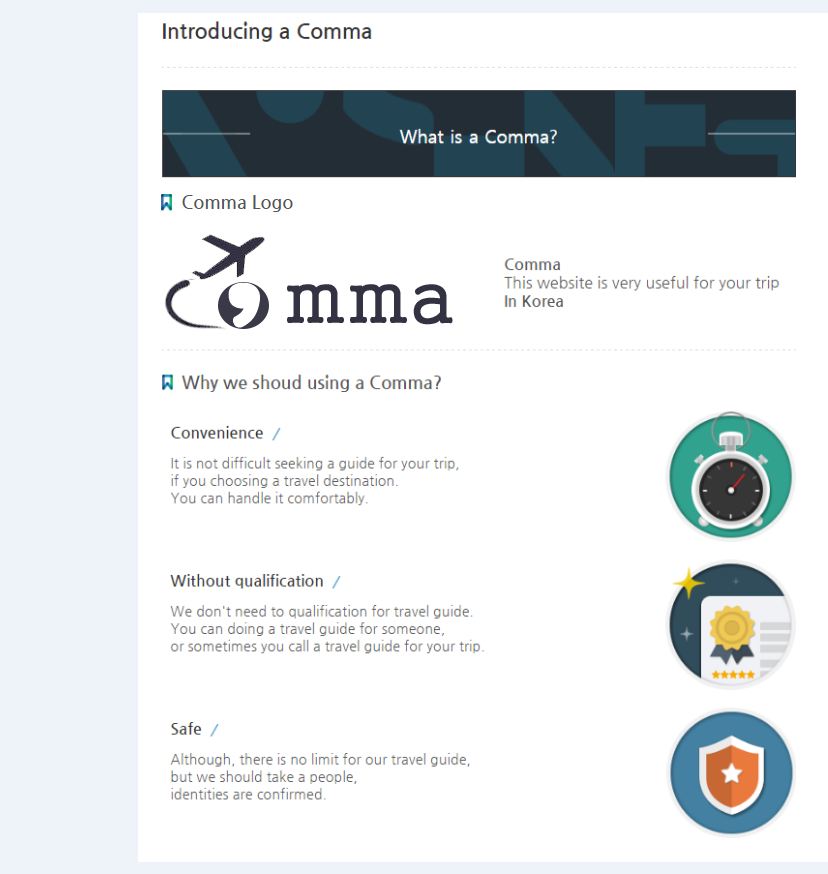 Introducing a Comma
What is a Comma?
Comma Logo
Comma
Comma
This website is very useful for your trip
In Korea
Why we shoud using a Comma?
Convenience /
It is not difficult seeking a guide for your trip,
if you choosing a travel destination.
You can handle it comfortably.
Without qualification /
We don't need to qualification for travel guide.
You can doing a travel guide for someone,
or sometimes you call a travel guide for your trip.
Safe /
Although, there is no limit for our travel guide,
but we should take a people,
identities are confirmed.